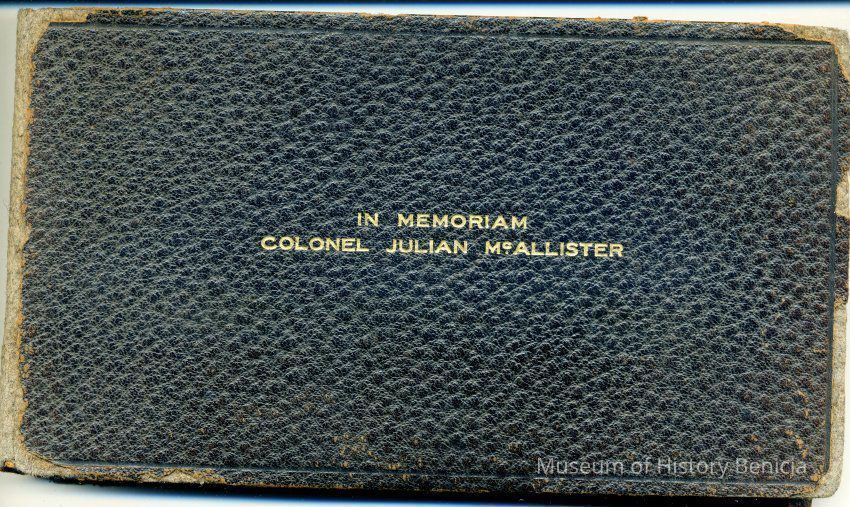 IN MEMORIAM
COLONEL JULIAN McALLISTER
Museum of History Benicia